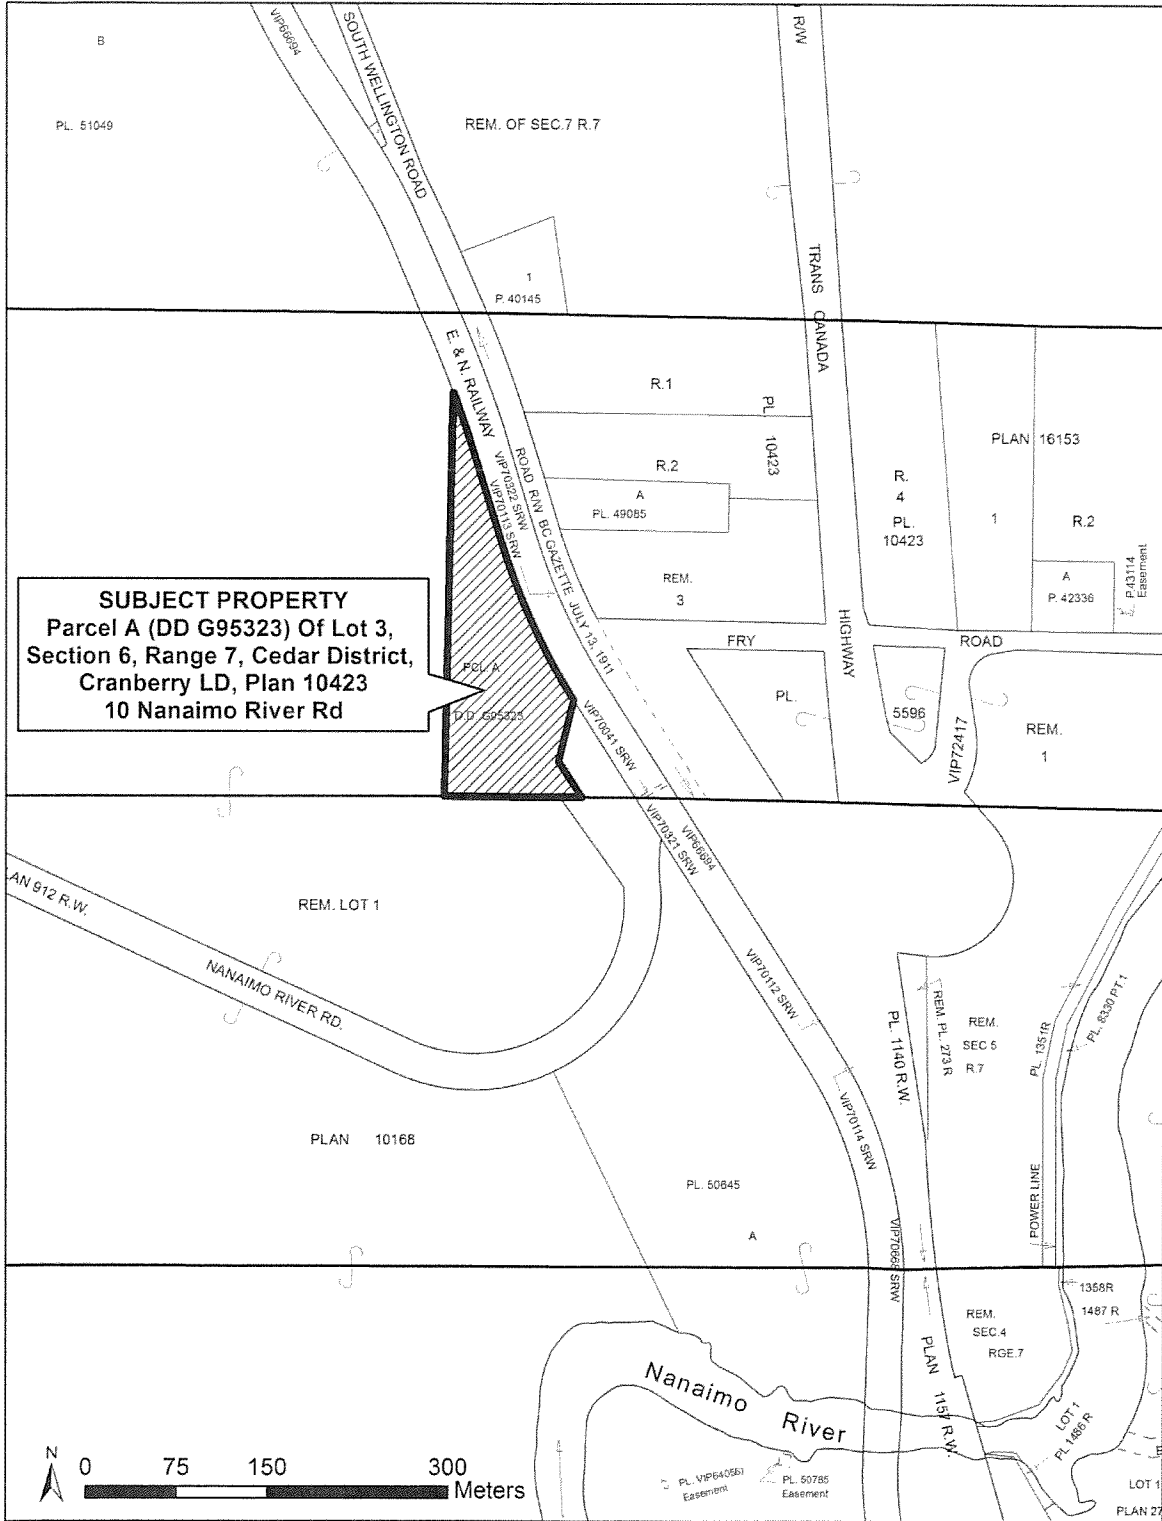 B
PL. 51049
VIP66694
SOUTH WELLINGTON ROAD
REM. OF SEC.7 R.7
R/W
TRANS CANADA
1
P. 40145
E. & N. RAILWAY
R.1
PL 10423
R.2
A
PL. 49085
VIP70322 SRW
VIP70113 SRW
ROAD R/W BC GAZETTE JULY 13, 1911
REM.
3
R.
4
PL.
10423
PLAN 16153
1
R.2
A
P. 42336
P.43114
Easement
SUBJECT PROPERTY
Parcel A (DD G95323) Of Lot 3,
Section 6, Range 7, Cedar District,
Cranberry LD, Plan 10423
10 Nanaimo River Rd
PCL A
D.D. G95323
FRY
HIGHWAY
ROAD
PL.
5596
VIP72417
REM.
1
VIP70041 SRW
VIP70321 SRW
VIP66694
AN 912 R.W.
REM. LOT 1
NANAIMO RIVER RD.
VIP70112 SRW
PL. 1140 R.W.
REM. PL. 273 R
REM.
SEC 5
R.7
PL. 1351R
PL. 8330 PT.1
VIP70114 SRW
PLAN 10168
PL. 50645
A
POWER LINE
VIP70668 SRW
1358R
1487 R
REM.
SEC.4
RGE.7
PLAN 1157 R.W.
Nanaimo River
LOT 1
PL 1486 R
N
0 75 150 300
Meters
Easement
PL. 50785
Easement
LOT 1
PLAN 27